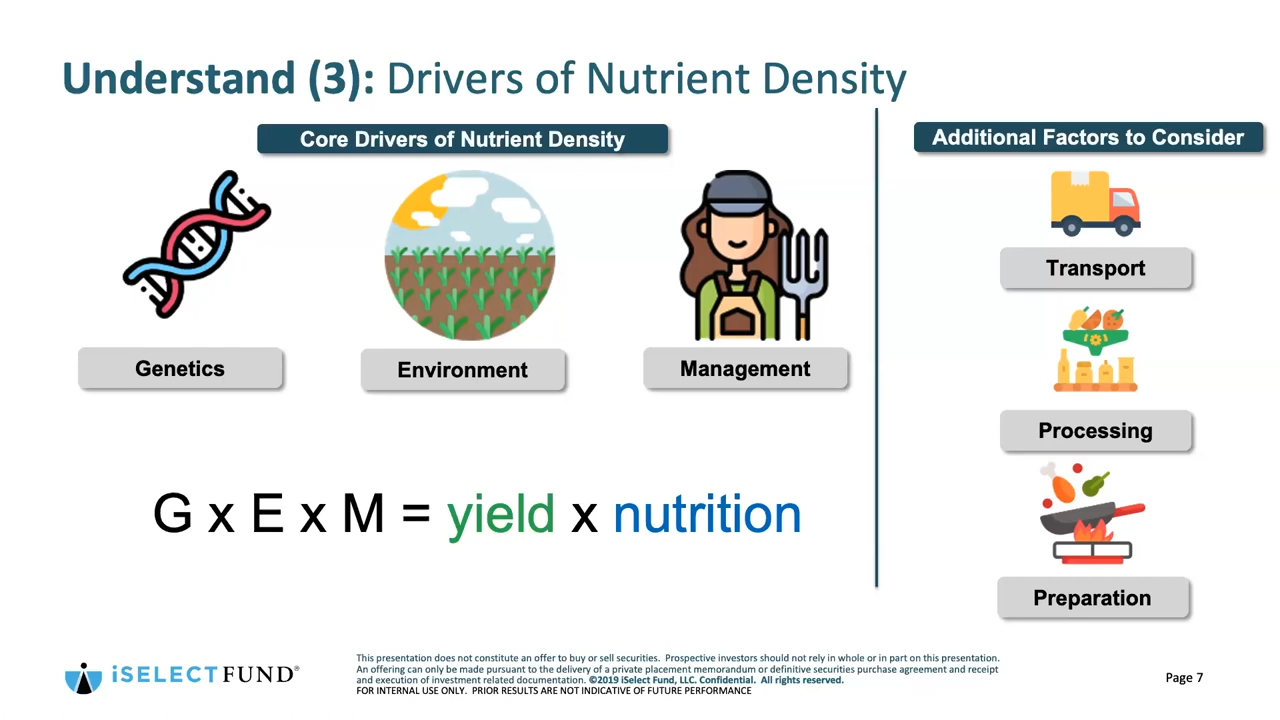 Understand (3): Drivers of Nutrient Density
Core Drivers of Nutrient Density
Genetics
Environment
Management
G x E x M = yield x nutrition
Additional Factors to Consider
Transport
Processing
Preparation
iSELECT FUND®
This presentation does not constitute an offer to buy or sell securities. Prospective investors should not rely in whole or in part on this presentation.
An offering can only be made pursuant to the delivery of a private placement memorandum or definitive securities purchase agreement and receipt
and execution of investment related documentation. ©2019 iSelect Fund, LLC. Confidential. All rights reserved.
FOR INTERNAL USE ONLY. PRIOR RESULTS ARE NOT INDICATIVE OF FUTURE PERFORMANCE
Page 7